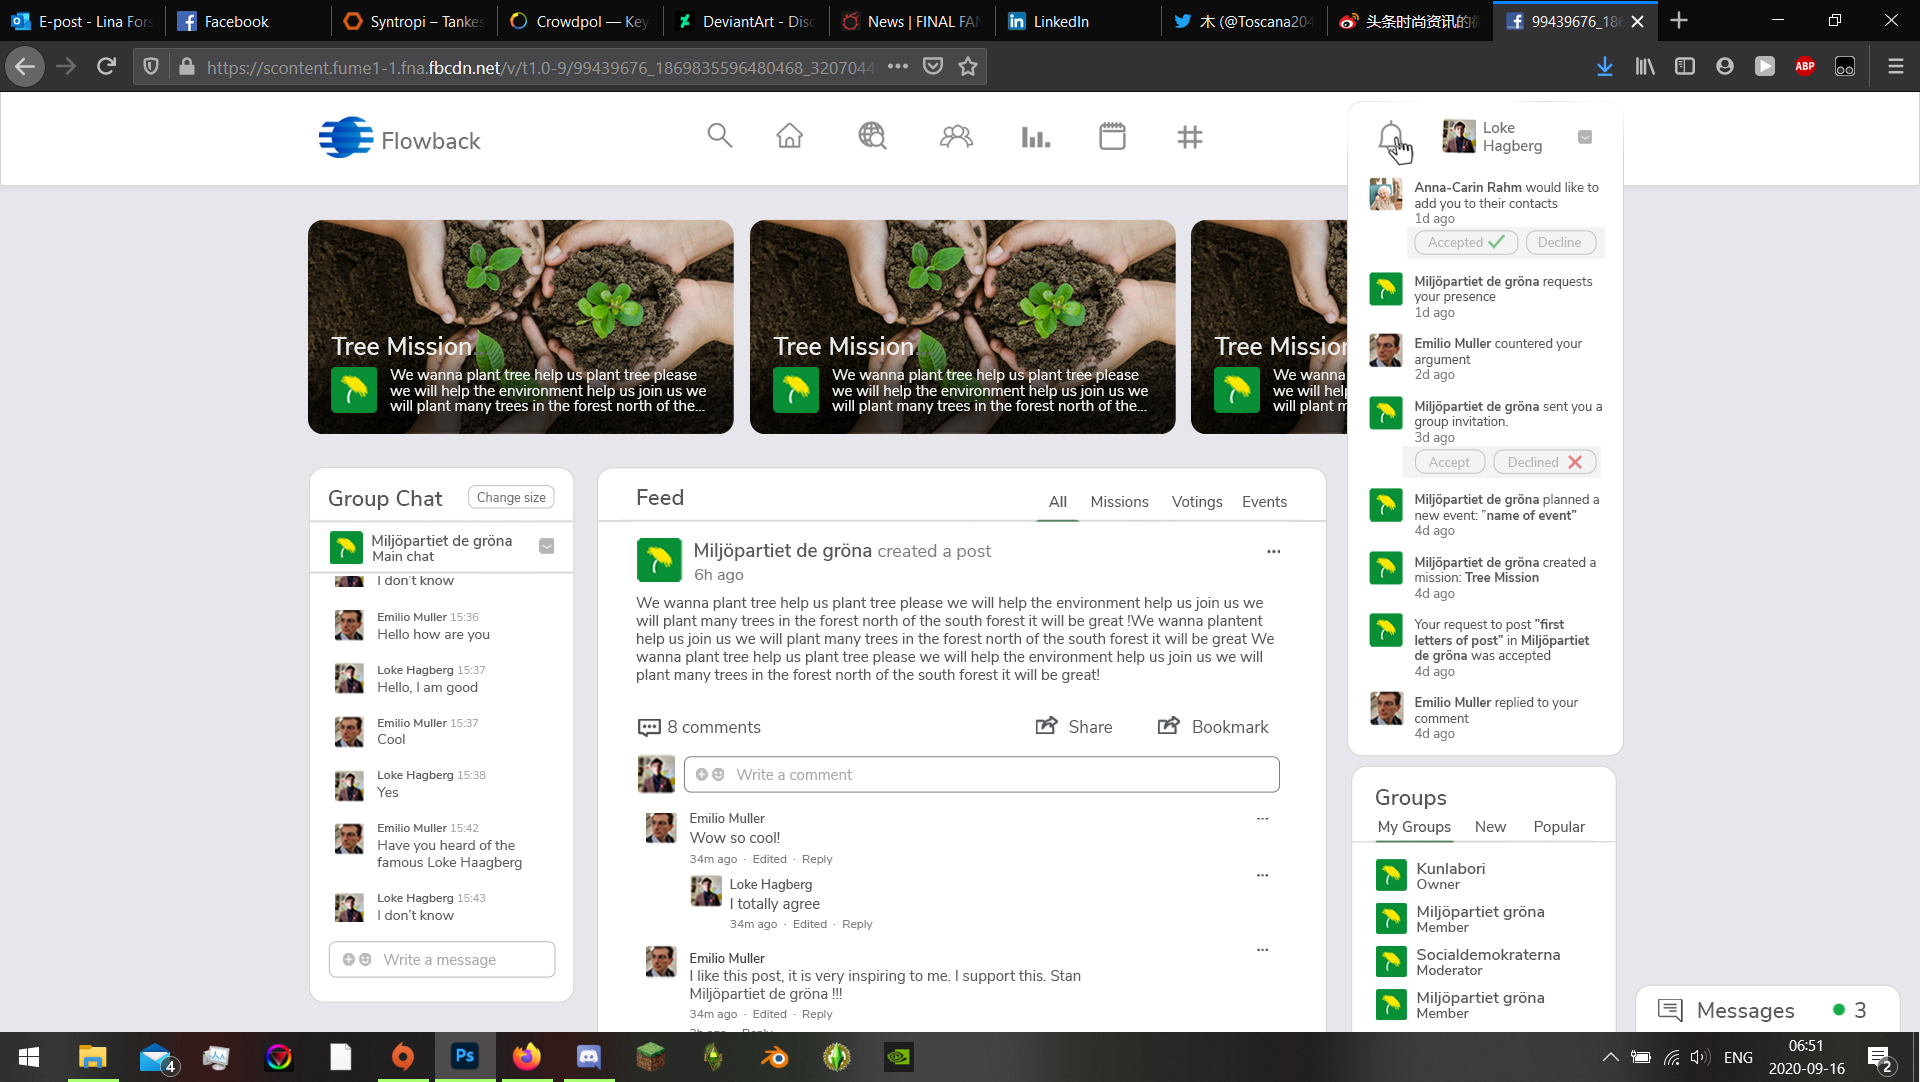 E-post – Lina Fors
Facebook
Syntropi – Tankes
Crowdpol — Key
DeviantArt - Disc
News | FINAL FAN
LinkedIn
木 (@Toscana204
头条时尚资讯的微
99439676_186
https://scontent.fume1-1.fna.fbcdn.net/v/t1.0-9/99439676_1869835596480468_3207044
ABP
Flowback
Loke
Hagberg
Anna-Carin Rahm would like to
add you to their contacts
1d ago
Accepted
Decline
Miljöpartiet de gröna requests
your presence
1d ago
Emilio Muller countered your
argument
2d ago
Miljöpartiet de gröna sent you a
group invitation.
3d ago
Accept
Declined
Miljöpartiet de gröna planned a
new event: ”name of event”
4d ago
Miljöpartiet de gröna created a
mission: Tree Mission
4d ago
Your request to post ”first
letters of post” in Miljöpartiet
de gröna was accepted
4d ago
Emilio Muller replied to your
comment
4d ago
Tree Mission...
We wanna plant tree help us plant tree please
we will help the environment help us join us we
will plant many trees in the forest north of the...
Tree Mission...
We wanna plant tree help us plant tree please
we will help the environment help us join us we
will plant many trees in the forest north of the...
Tree Mission
We wanna
we will help
will plant m
Group Chat
Change size
Miljöpartiet de gröna
Main chat
I don’t know
Emilio Muller 15:36
Hello how are you
Loke Hagberg 15:37
Hello, I am good
Emilio Muller 15:37
Cool
Loke Hagberg 15:38
Yes
Emilio Muller 15:42
Have you heard of the
famous Loke Haagberg
Loke Hagberg 15:43
I don’t know
Write a message
Feed
All
Missions
Votings
Events
Miljöpartiet de gröna created a post
6h ago
We wanna plant tree help us plant tree please we will help the environment help us join us we
will plant many trees in the forest north of the south forest it will be great !We wanna plantent
help us join us we will plant many trees in the forest north of the south forest it will be great We
wanna plant tree help us plant tree please we will help the environment help us join us we will
plant many trees in the forest north of the south forest it will be great!
8 comments
Share
Bookmark
Write a comment
Emilio Muller
Wow so cool!
34m ago · Edited · Reply
Loke Hagberg
I totally agree
34m ago · Edited · Reply
Emilio Muller
I like this post, it is very inspiring to me. I support this. Stan
Miljöpartiet de gröna !!!
34m ago · Edited · Reply
Groups
My Groups
New
Popular
Kunlabori
Owner
Miljöpartiet gröna
Member
Socialdemokraterna
Moderator
Miljöpartiet gröna
Member
Messages
3
4
Ps
ENG
06:51
2020-09-16
2